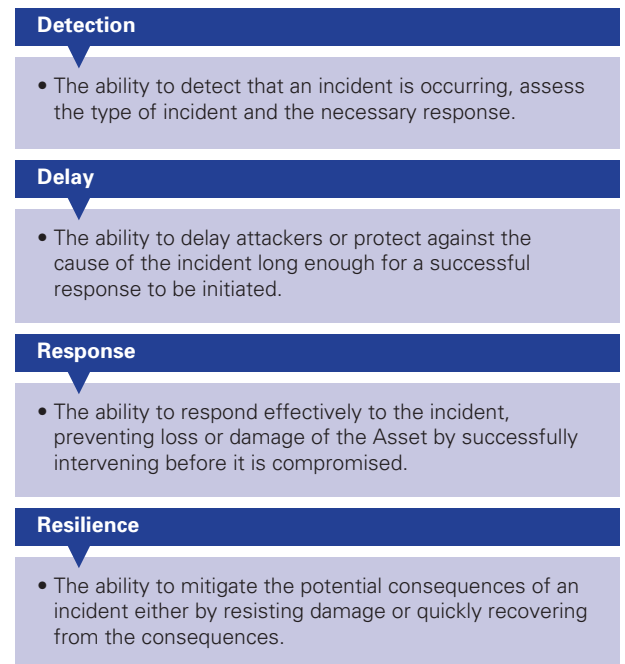 Detection
• The ability to detect that an incident is occurring, assess
the type of incident and the necessary response.
Delay
• The ability to delay attackers or protect against the
cause of the incident long enough for a successful
response to be initiated.
Response
• The ability to respond effectively to the incident,
preventing loss or damage of the Asset by successfully
intervening before it is compromised.
Resilience
• The ability to mitigate the potential consequences of an
incident either by resisting damage or quickly recovering
from the consequences.